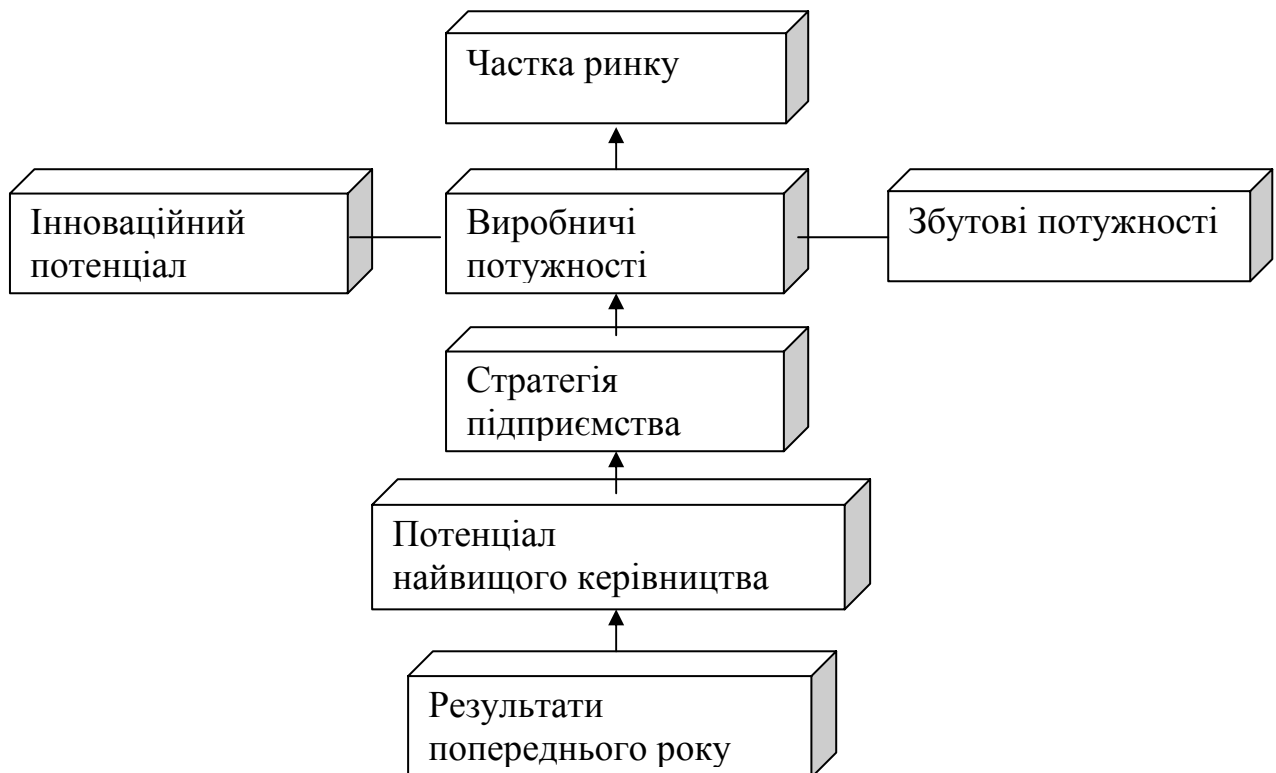 Частка ринку
Інноваційний
потенціал
Виробничі
потужності
Збутові потужності
Стратегія
підприємства
Потенціал
найвищого керівництва
Результати
попереднього року